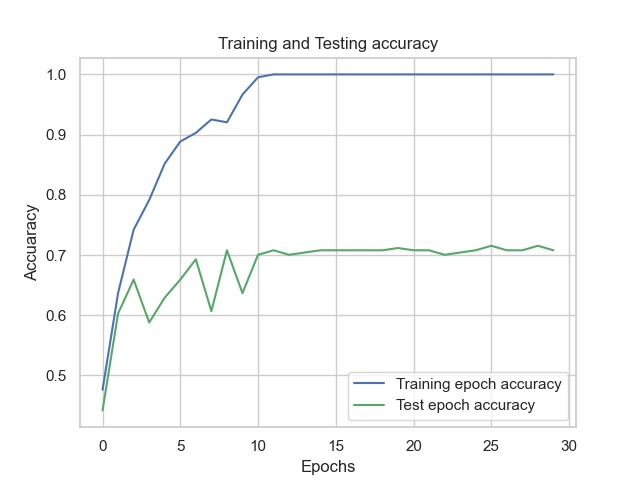 Training and Testing accuracy
1.0
0.9
0.8
0.7
0.6
0.5
Accuaracy
Training epoch accuracy
Test epoch accuracy
0 5 10 15 20 25 30
Epochs